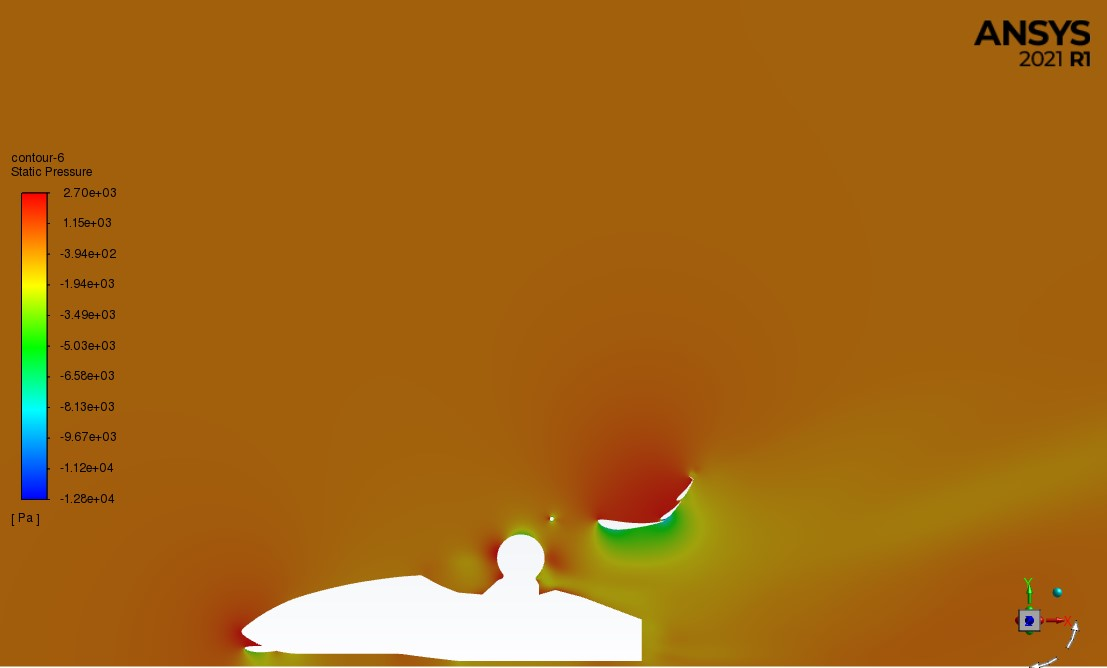 ANSYS
2021 R1
contour-6
Static Pressure
2.70e+03
1.15e+03
-3.94e+02
-1.94e+03
-3.49e+03
-5.03e+03
-6.58e+03
-8.13e+03
-9.67e+03
-1.12e+04
-1.28e+04
[ Pa ]
Y
X